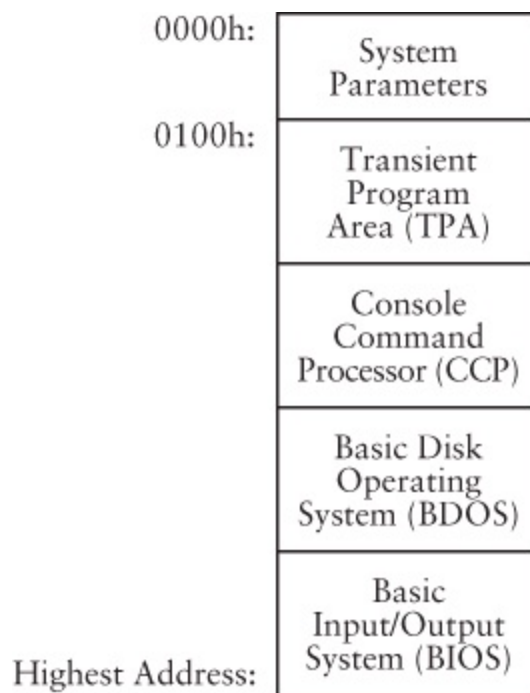 0000h:
System
Parameters
0100h:
Transient
Program
Area (TPA)
Console
Command
Processor (CCP)
Basic Disk
Operating
System (BDOS)
Basic
Input/Output
System (BIOS)
Highest Address: